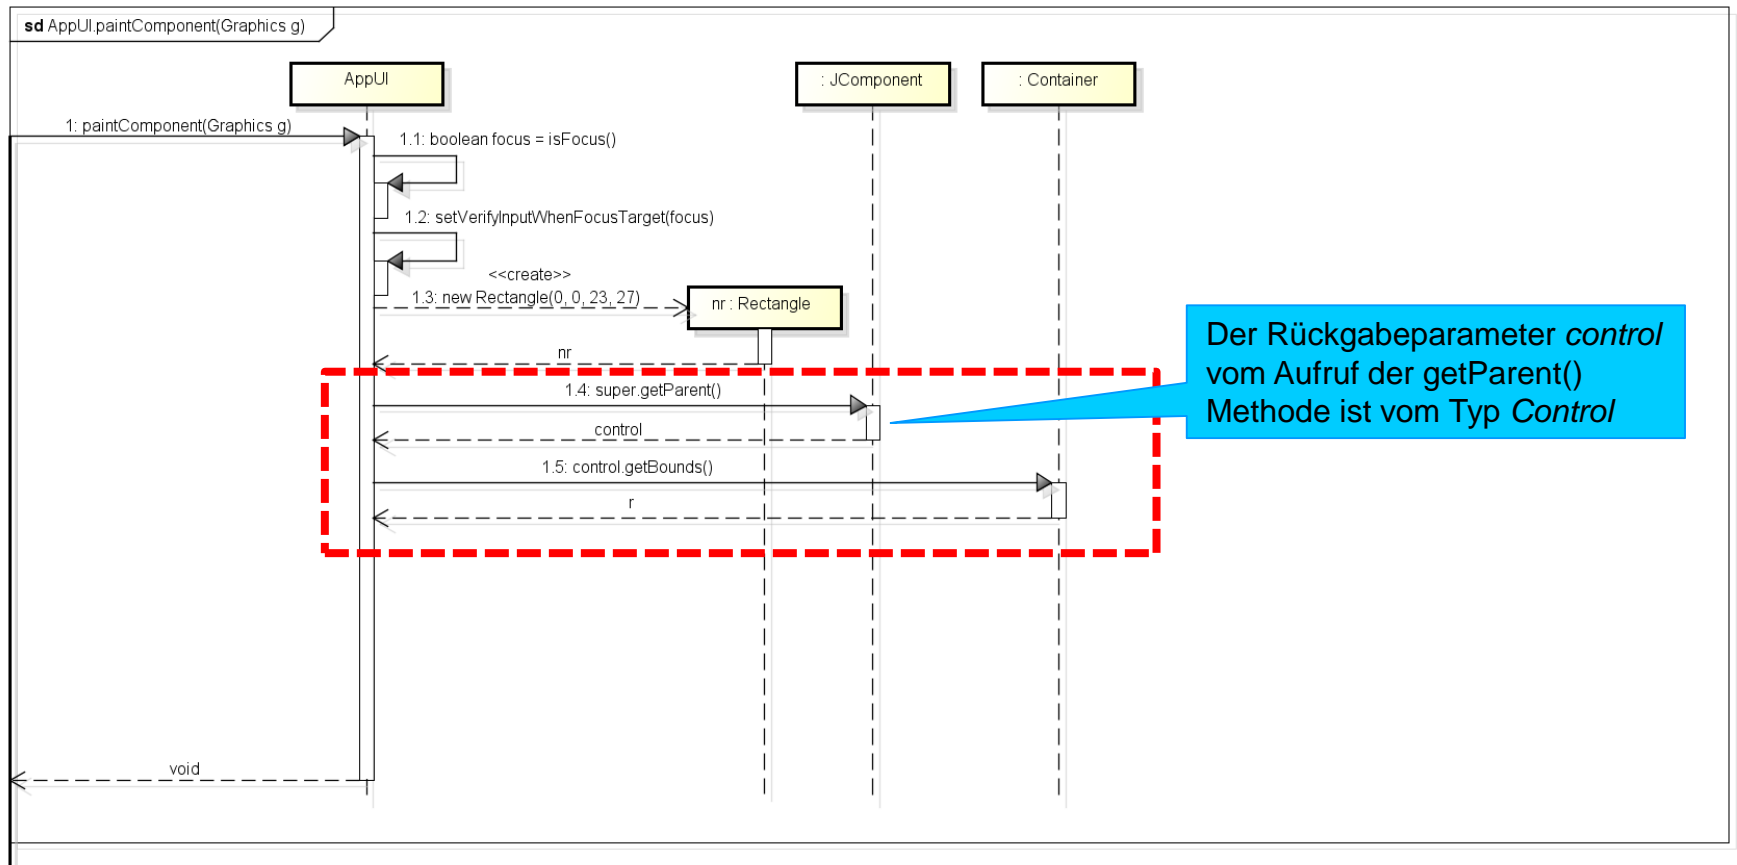 sd AppUI.paintComponent(Graphics g)
AppUI
: JComponent
: Container
1: paintComponent(Graphics g)
1.1: boolean focus = isFocus()
1.2: setVerifyInputWhenFocusTarget(focus)
<<create>>
1.3: new Rectangle(0, 0, 23, 27)
nr : Rectangle
nr
1.4: super.getParent()
control
1.5: control.getBounds()
r
Der Rückgabeparameter control
vom Aufruf der getParent()
Methode ist vom Typ Control
void